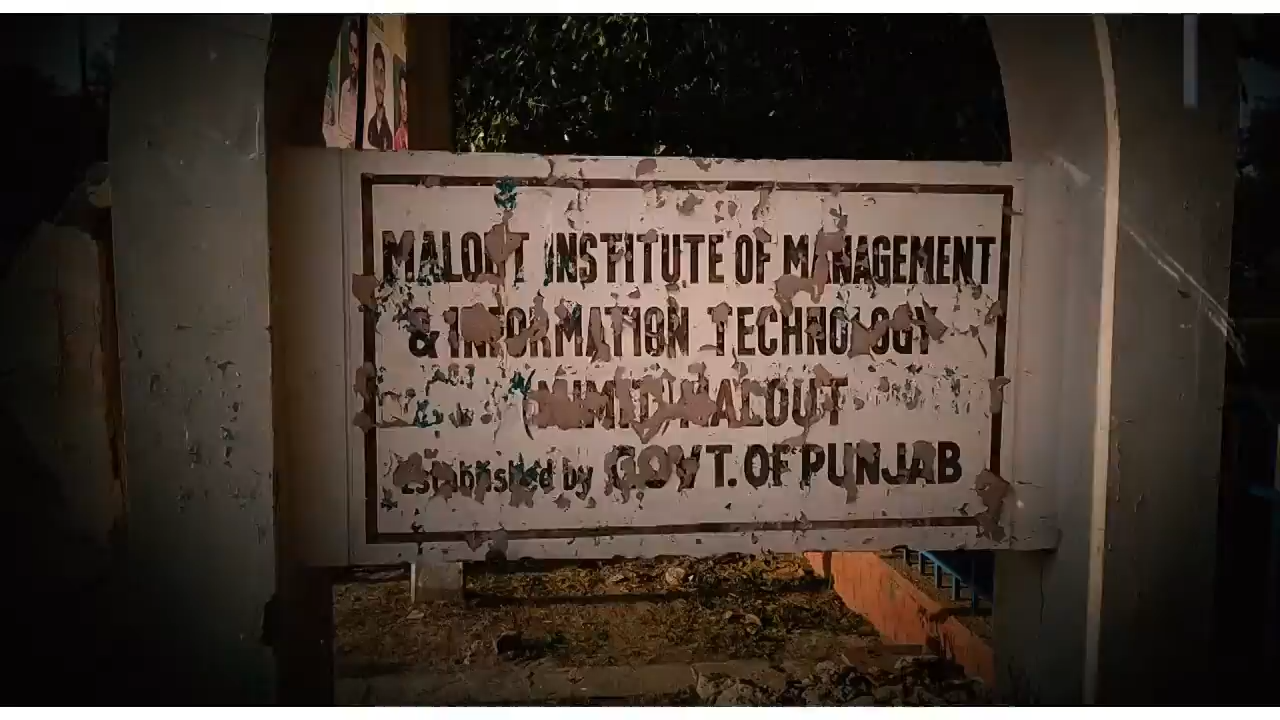 MALOUT INSTITUTE OF MANAGEMENT
& INFORMATION TECHNOLOGY
(MIMIT) MALOUT
Established by GOVT. OF PUNJAB